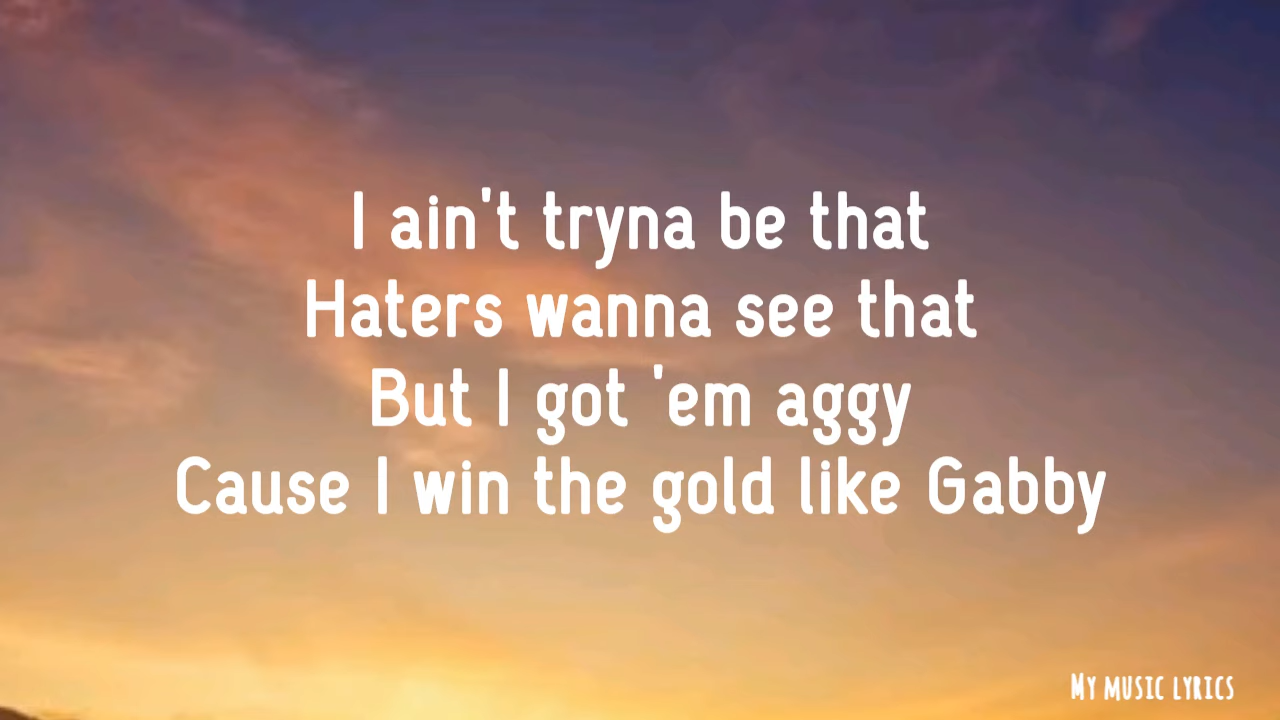 I ain't tryna be that
Haters wanna see that
But I got 'em aggy
Cause I win the gold like Gabby
My music lyrics